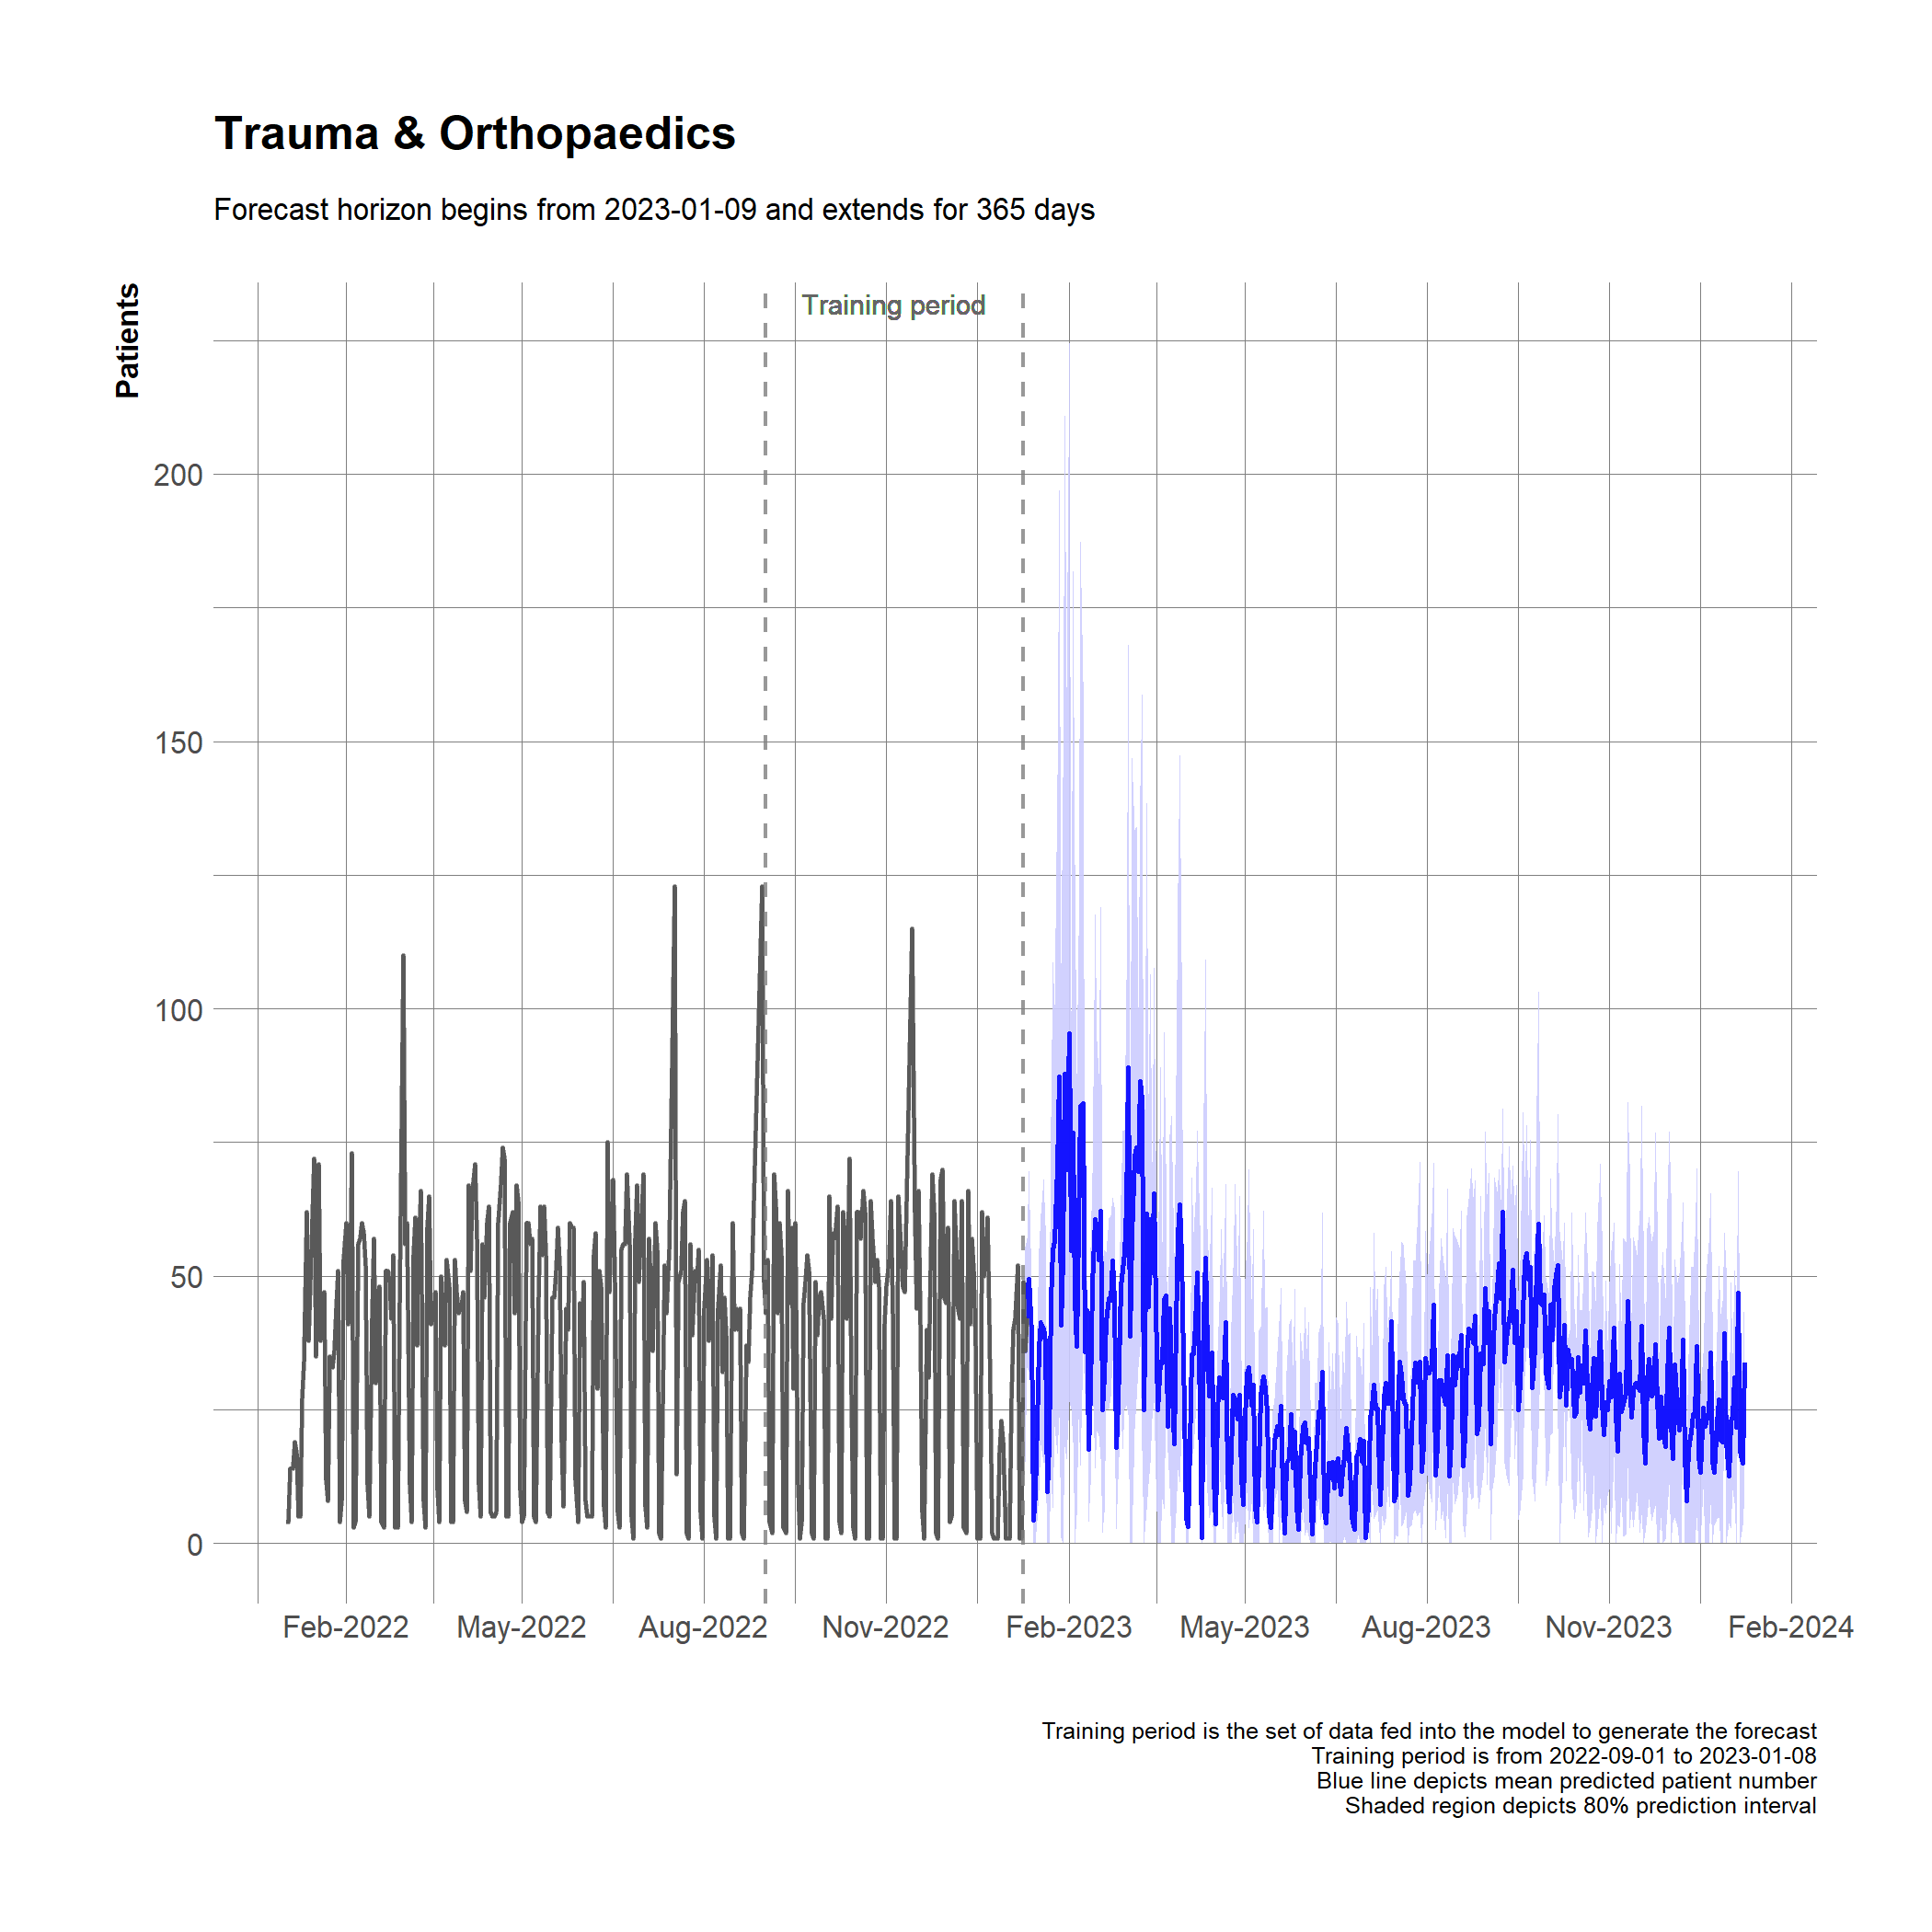 Trauma & Orthopaedics
Forecast horizon begins from 2023-01-09 and extends for 365 days
Patients
Training period
200
150
100
50
0
Feb-2022 May-2022 Aug-2022 Nov-2022 Feb-2023 May-2023 Aug-2023 Nov-2023 Feb-2024
Training period is the set of data fed into the model to generate the forecast
Training period is from 2022-09-01 to 2023-01-08
Blue line depicts mean predicted patient number
Shaded region depicts 80% prediction interval